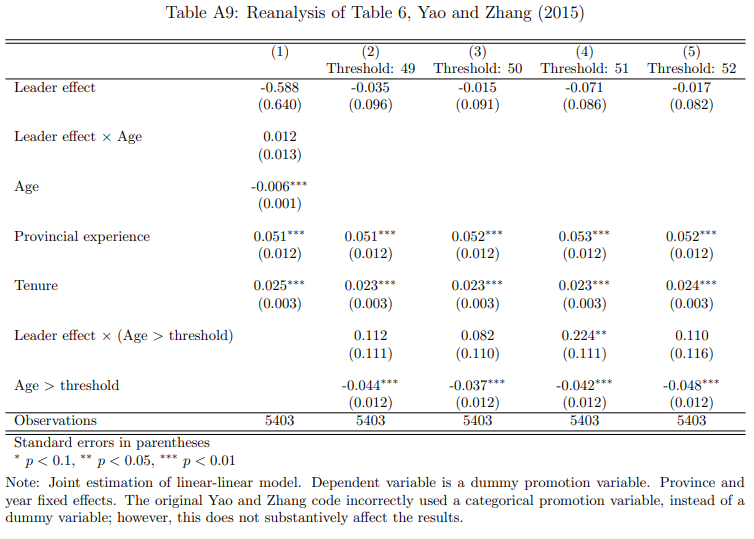 Table A9: Reanalysis of Table 6, Yao and Zhang (2015)
(1) (2) (3) (4) (5)
Threshold: 49 Threshold: 50 Threshold: 51 Threshold: 52
Leader effect -0.588 -0.035 -0.015 -0.071 -0.017
(0.640) (0.096) (0.091) (0.086) (0.082)
Leader effect × Age 0.012
(0.013)
Age -0.006***
(0.001)
Provincial experience 0.051*** 0.051*** 0.052*** 0.053*** 0.052***
(0.012) (0.012) (0.012) (0.012) (0.012)
Tenure 0.025*** 0.023*** 0.023*** 0.023*** 0.024***
(0.003) (0.003) (0.003) (0.003) (0.003)
Leader effect × (Age > threshold) 0.112 0.082 0.224** 0.110
(0.111) (0.110) (0.111) (0.116)
Age > threshold -0.044*** -0.037*** -0.042*** -0.048***
(0.012) (0.012) (0.012) (0.012)
Observations 5403 5403 5403 5403 5403
Standard errors in parentheses
* p < 0.1, ** p < 0.05, *** p < 0.01
Note: Joint estimation of linear-linear model. Dependent variable is a dummy promotion variable. Province and
year fixed effects. The original Yao and Zhang code incorrectly used a categorical promotion variable, instead of a
dummy variable; however, this does not substantively affect the results.